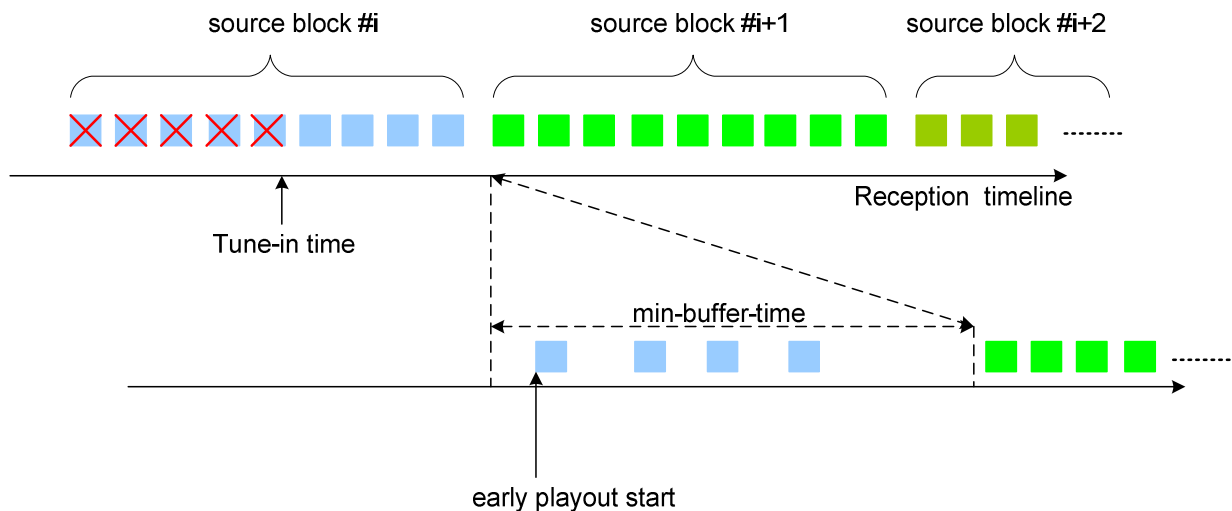 source block #i
source block #i+1
source block #i+2
Reception timeline
Tune-in time
min-buffer-time
early playout start